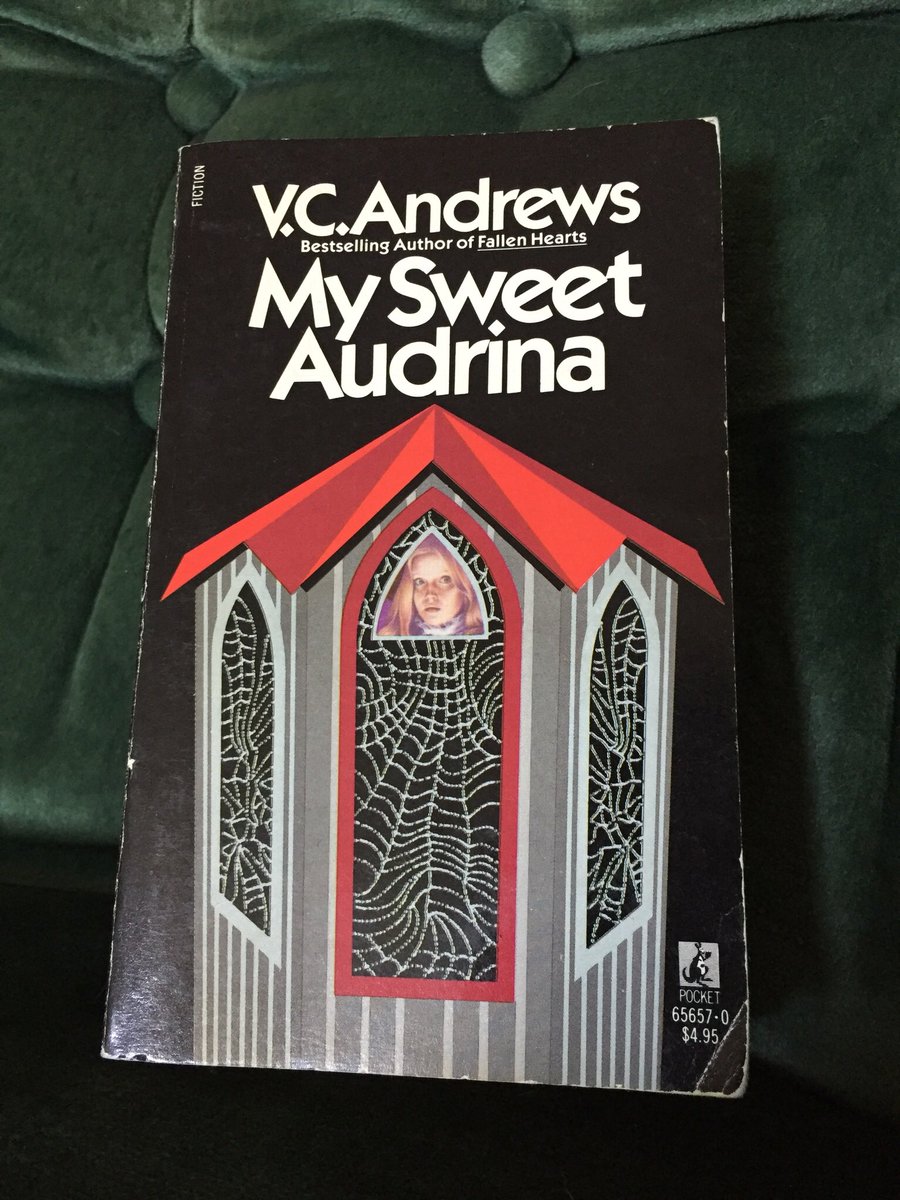 FICTION
V.C. Andrews
Bestselling Author of Fallen Hearts
My Sweet
Audrina
POCKET
65657-0
$4.95